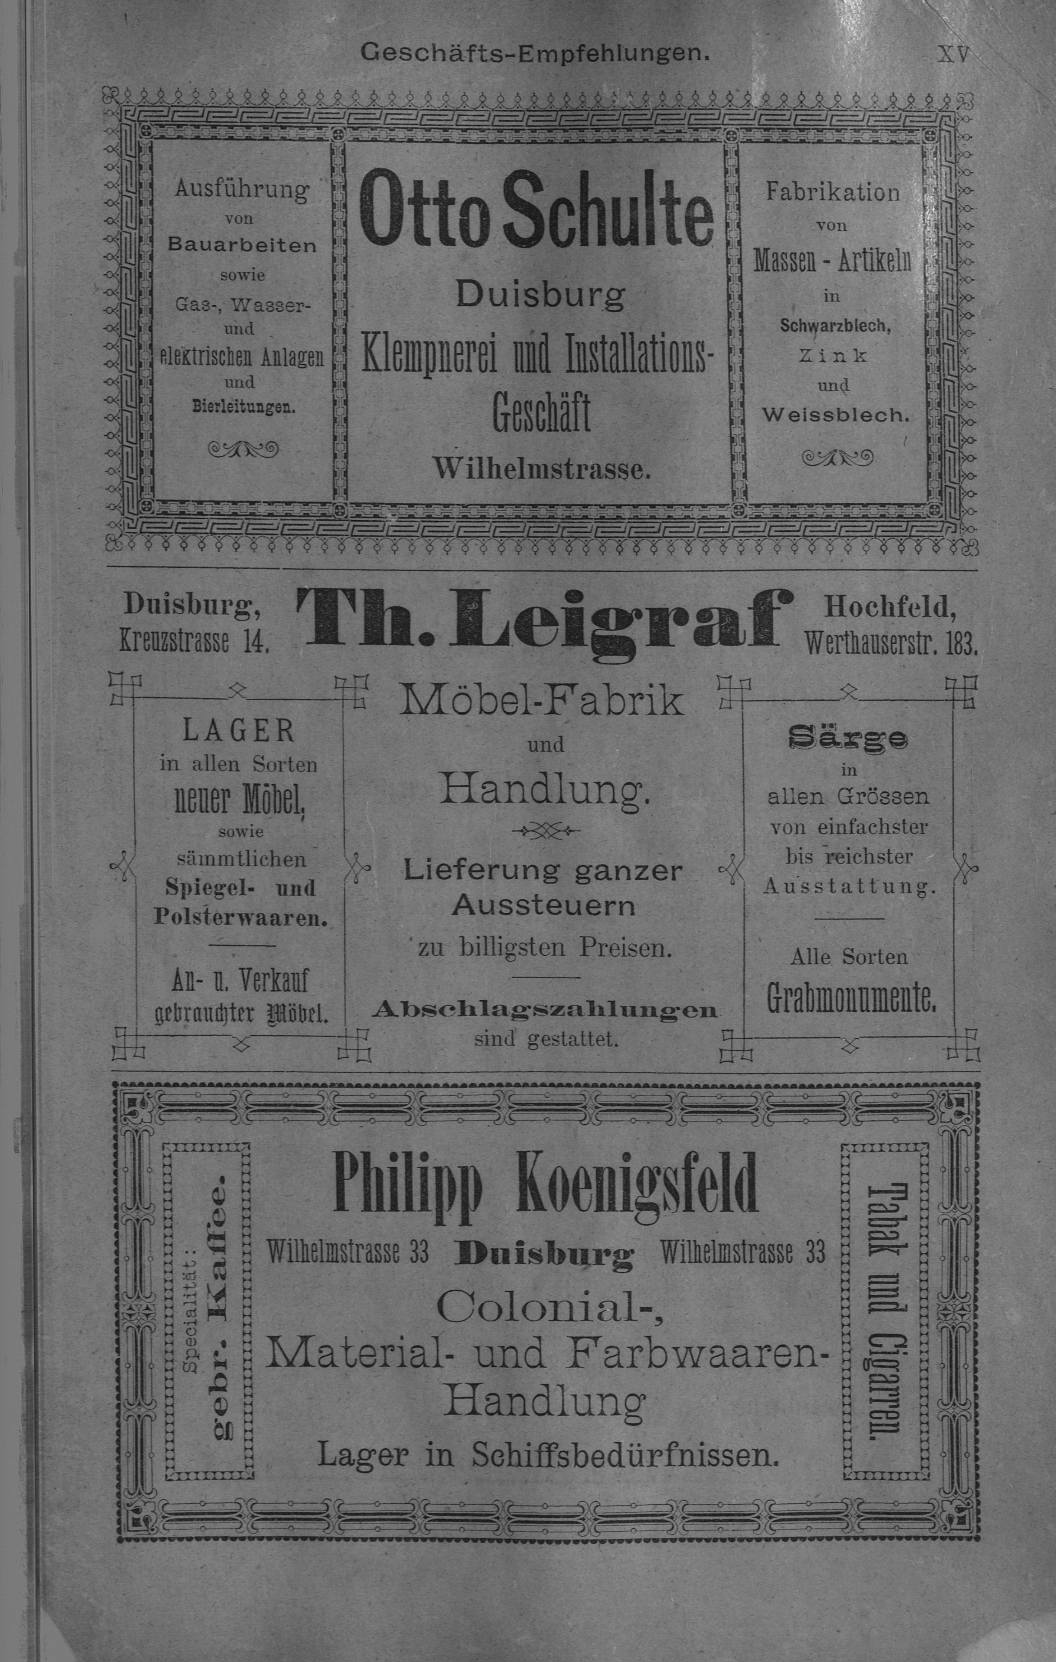 Geschäfts-Empfehlungen.
XV
Ausführung
von
Bauarbeiten
sowie
Gas-, Wasser-
und
elektrischen Anlagen
und
Bierleitungen.
Otto Schulte
Duisburg
Klempnerei und Installations-
Geschäft
Wilhelmstrasse.
Fabrikation
von
Massen - Artikeln
in
Schwarzblech,
Zink
und
Weissblech.
Duisburg,
Kreuzstrasse 14.
Th. Leigraf
Hochfeld,
Werthauserstr. 183.
LAGER
in allen Sorten
neuer Möbel,
sowie
sämmtlichen
Spiegel- und
Polsterwaaren.
An- u. Verkauf
gebrauchter Möbel.
Möbel-Fabrik
und
Handlung.
Lieferung ganzer
Aussteuern
zu billigsten Preisen.
Abschlagszahlungen
sind gestattet.
Särge
in
allen Grössen
von einfachster
bis reichster
Ausstattung.
Alle Sorten
Grabmonumente.
Specialität:
gebr. Kaffee.
Philipp Koenigsfeld
Wilhelmstrasse 33 Duisburg Wilhelmstrasse 33
Colonial-,
Material- und Farbwaaren-
Handlung
Lager in Schiffsbedürfnissen.
Tabak und Cigarren.